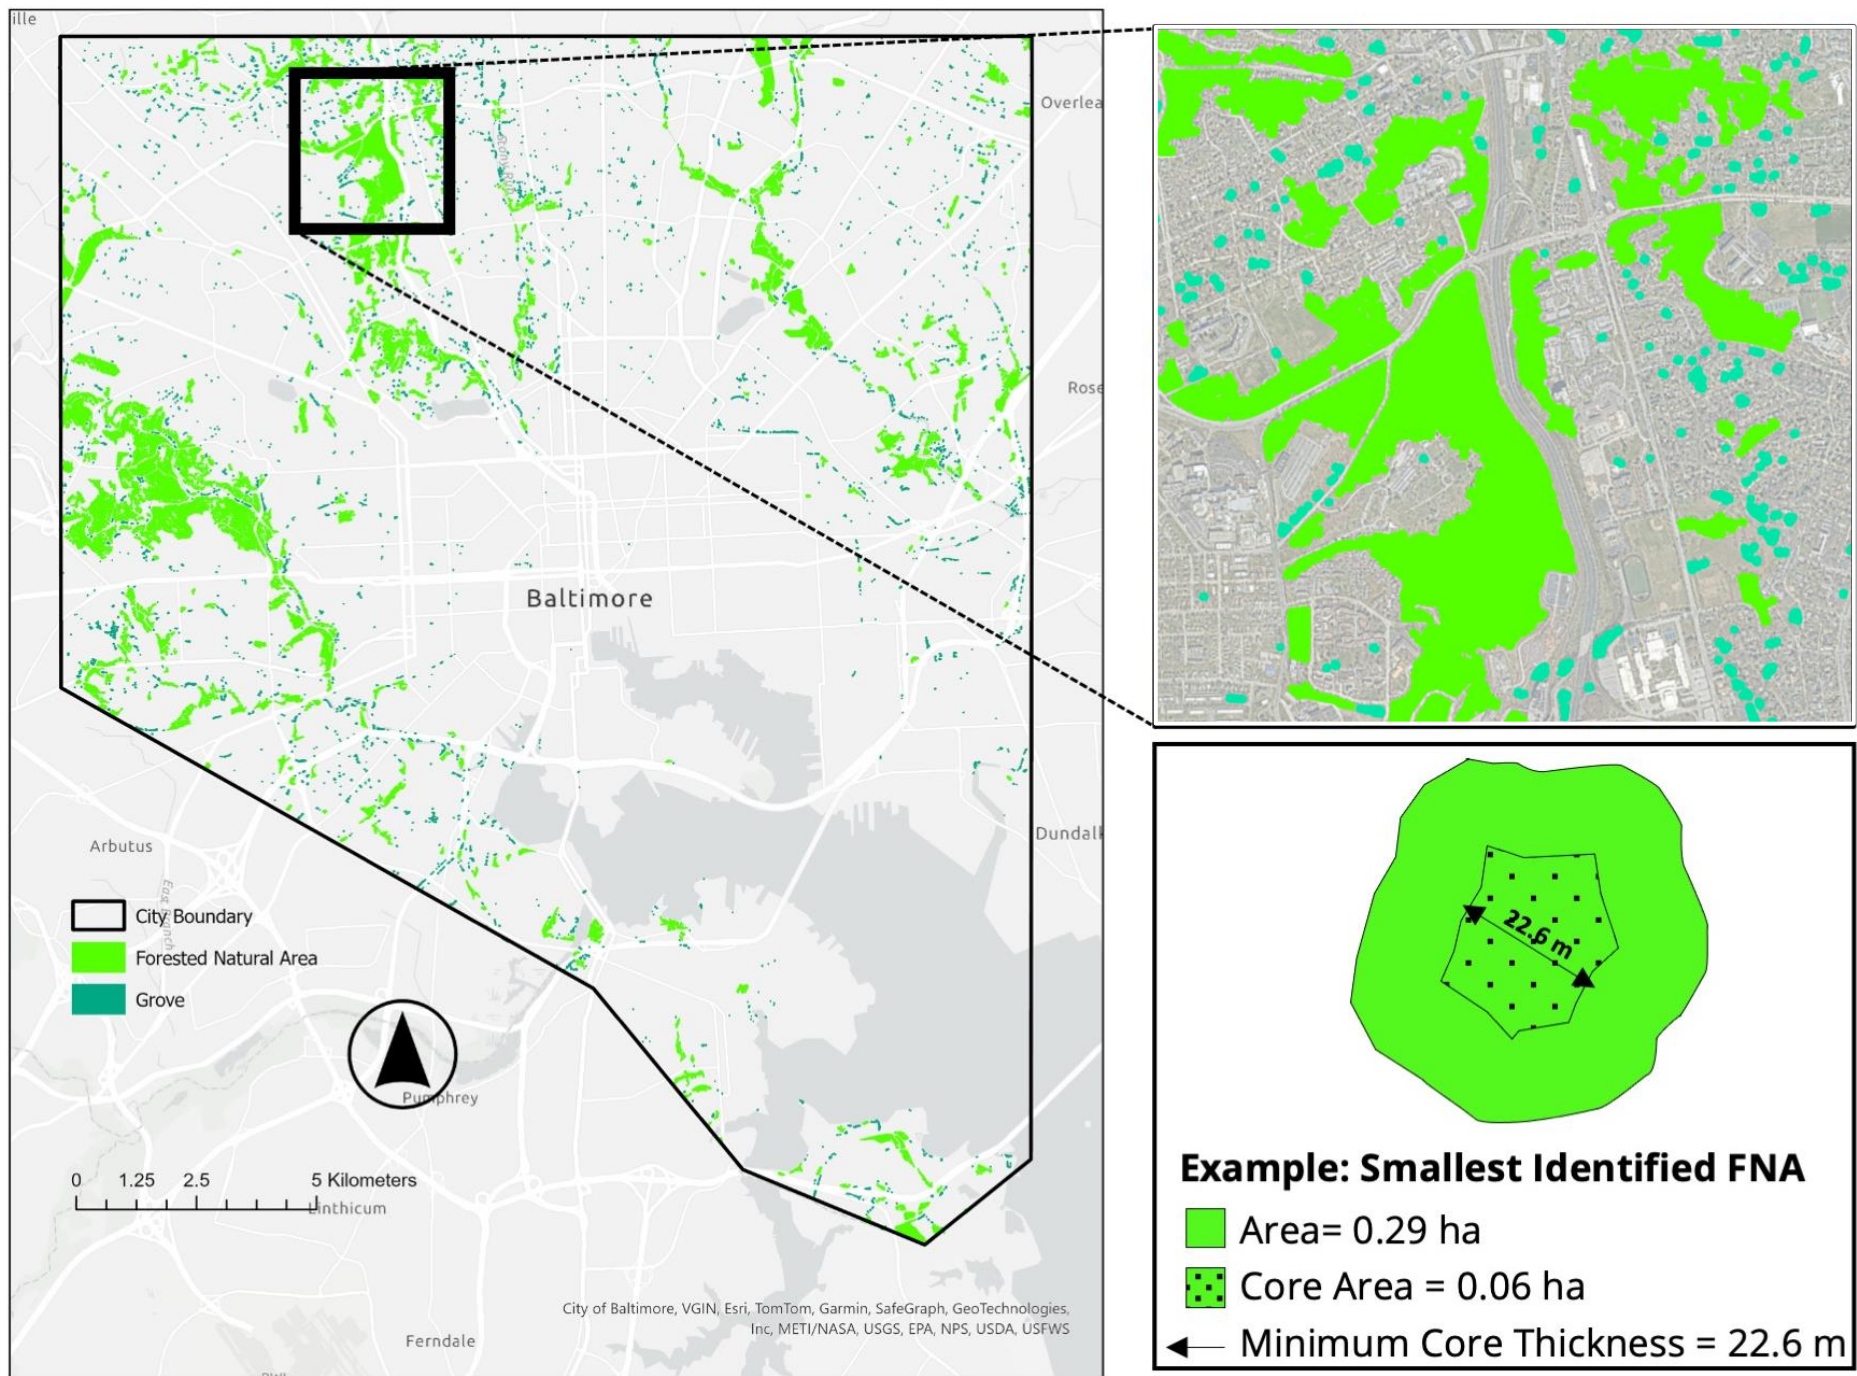 ille
Overlea
Rose
Baltimore
Dundalk
Arbutus
East Branch
City Boundary
Forested Natural Area
Grove
Pumphrey
0 1.25 2.5 5 Kilometers
Linthicum
City of Baltimore, VGIN, Esri, TomTom, Garmin, SafeGraph, GeoTechnologies,
Inc, METI/NASA, USGS, EPA, NPS, USDA, USFWS
Ferndale
22.6 m
Example: Smallest Identified FNA
Area= 0.29 ha
Core Area = 0.06 ha
Minimum Core Thickness = 22.6 m